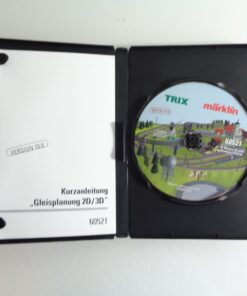 VERSION 10.0
Kurzanleitung
„Gleisplanung 2D/3D“
60521
TRIX
märklin
60521